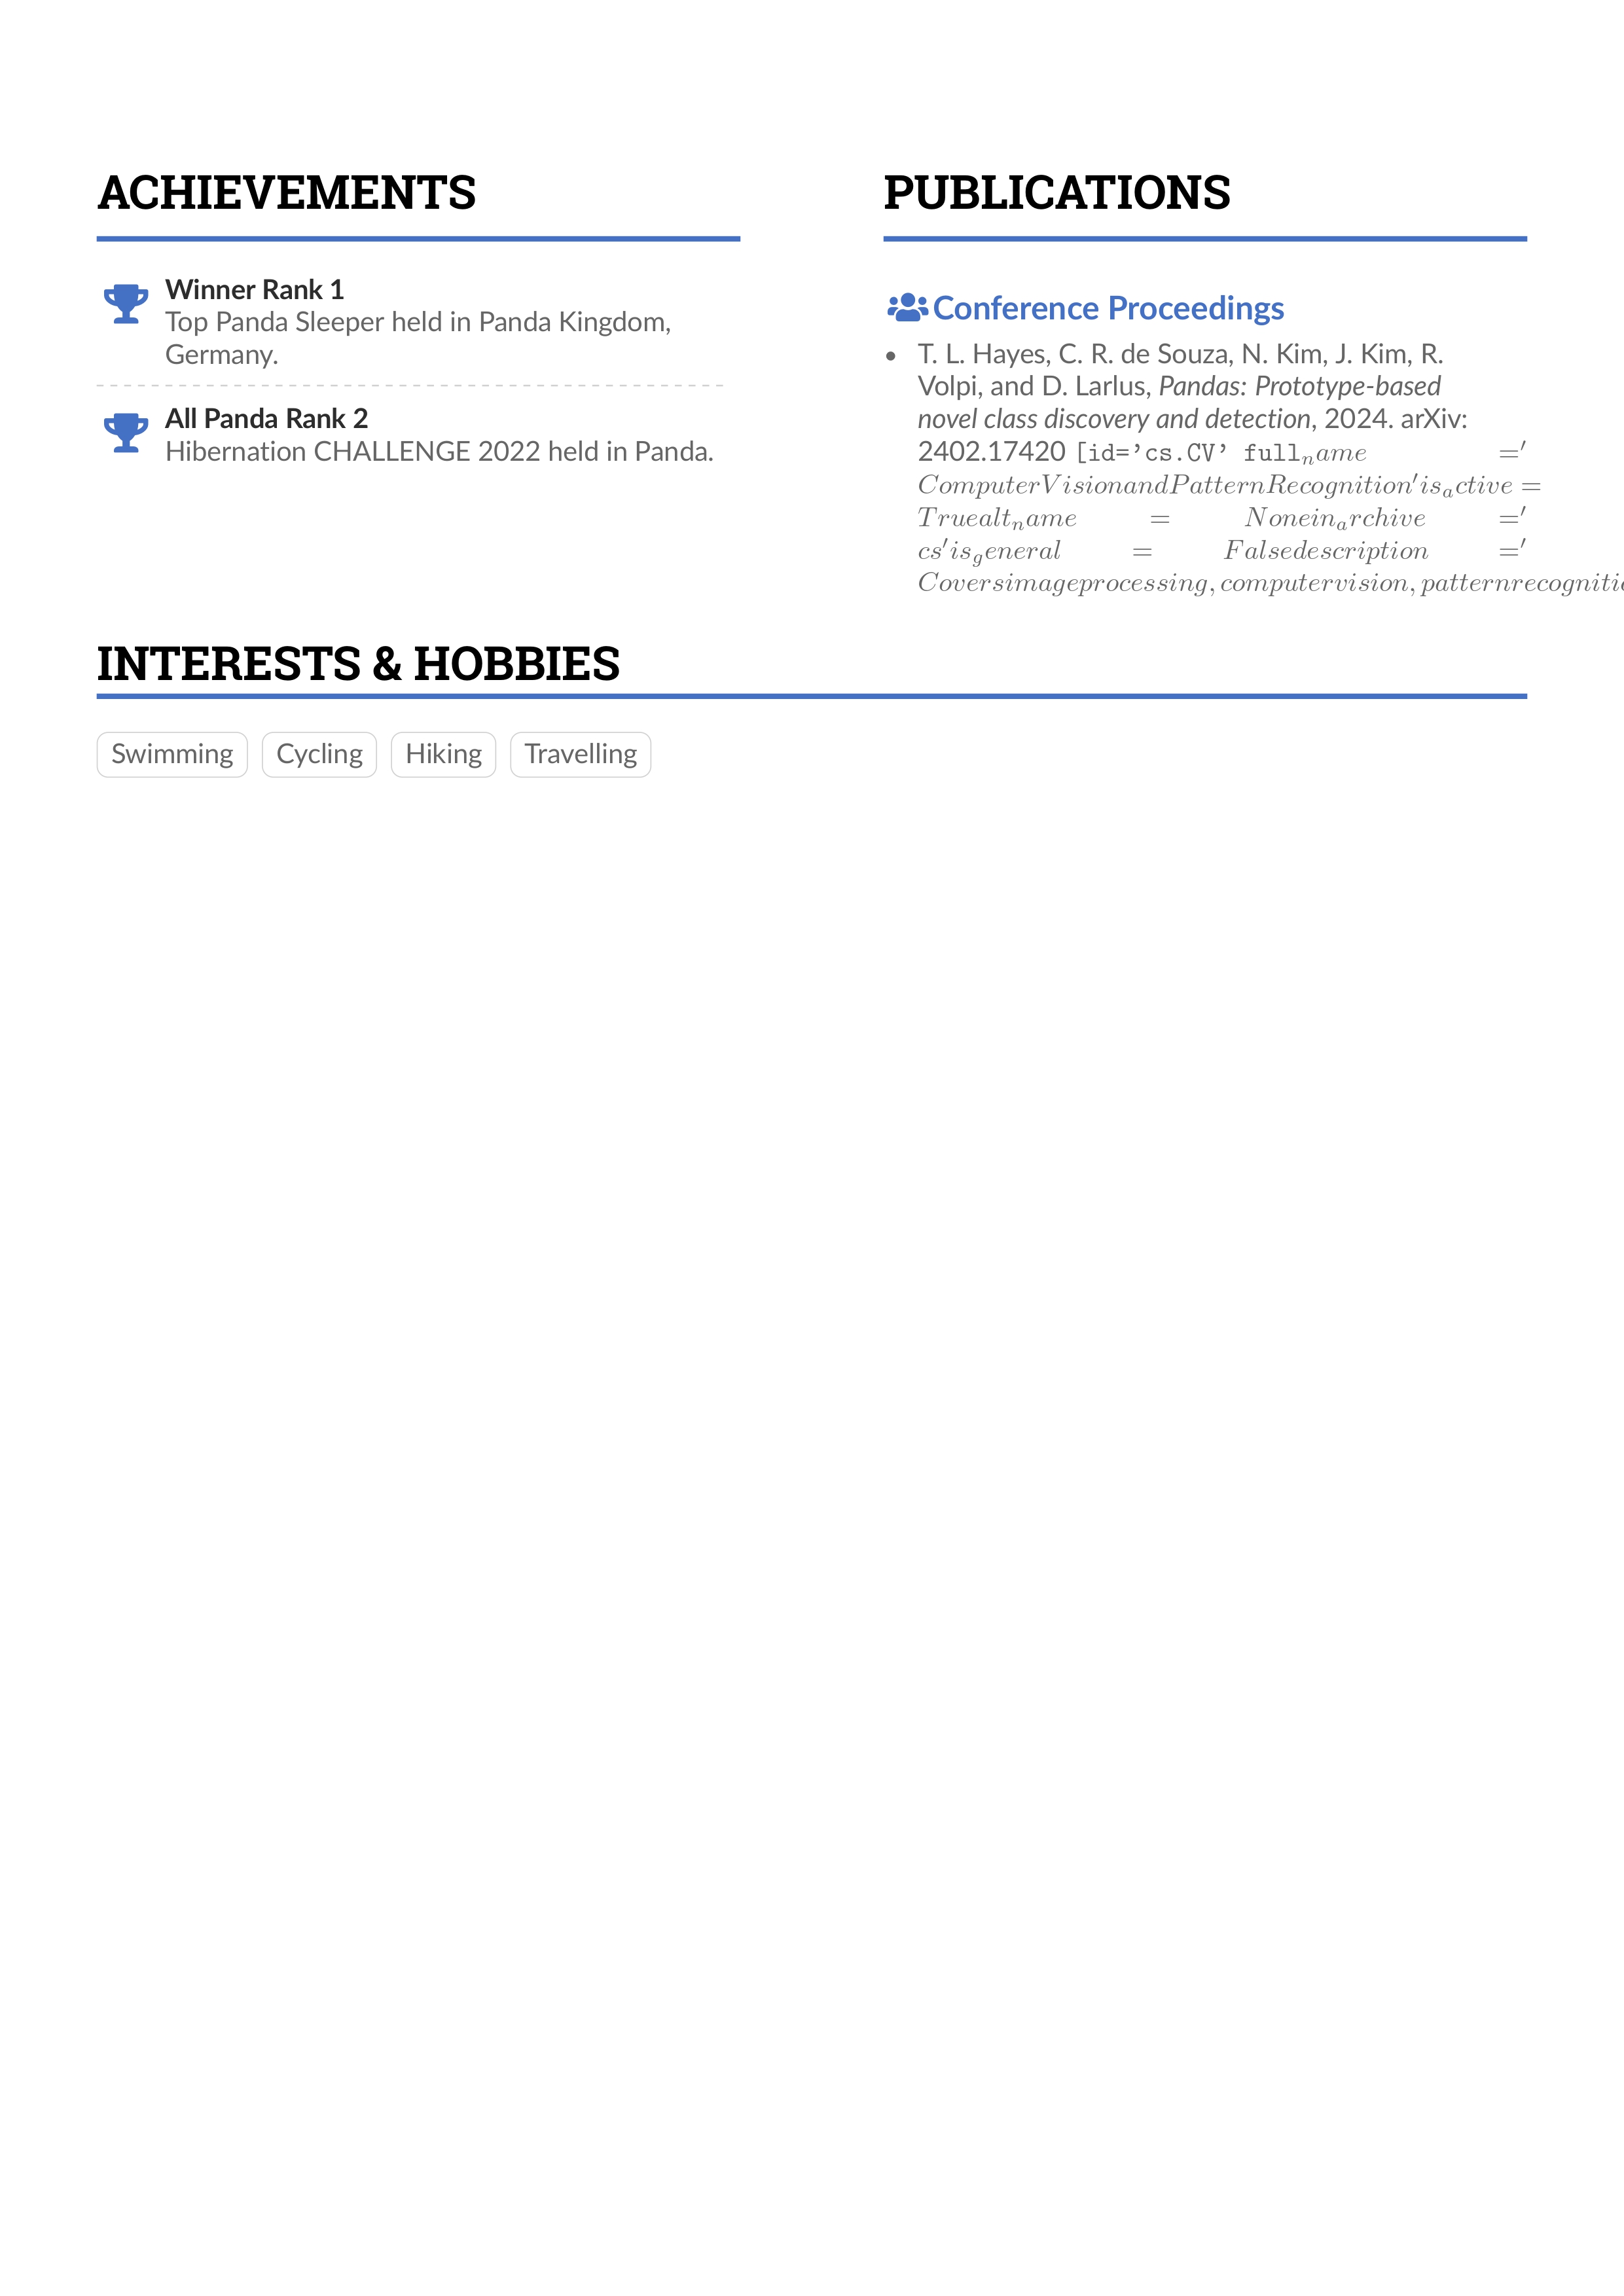 ACHIEVEMENTS
Winner Rank 1
Top Panda Sleeper held in Panda Kingdom,
Germany.
All Panda Rank 2
Hibernation CHALLENGE 2022 held in Panda.
PUBLICATIONS
Conference Proceedings
• T. L. Hayes, C. R. de Souza, N. Kim, J. Kim, R.
Volpi, and D. Larlus, Pandas: Prototype-based
novel class discovery and detection, 2024. arXiv:
2402.17420 [id='cs.CV' full_name ='
ComputerVisionandPatternRecognition'is_active =
Truealt_name = Nonein_archive ='
cs'is_general = Falsedescription ='
Coversimageprocessing,computervision,patternrecogniti
INTERESTS & HOBBIES
Swimming Cycling Hiking Travelling